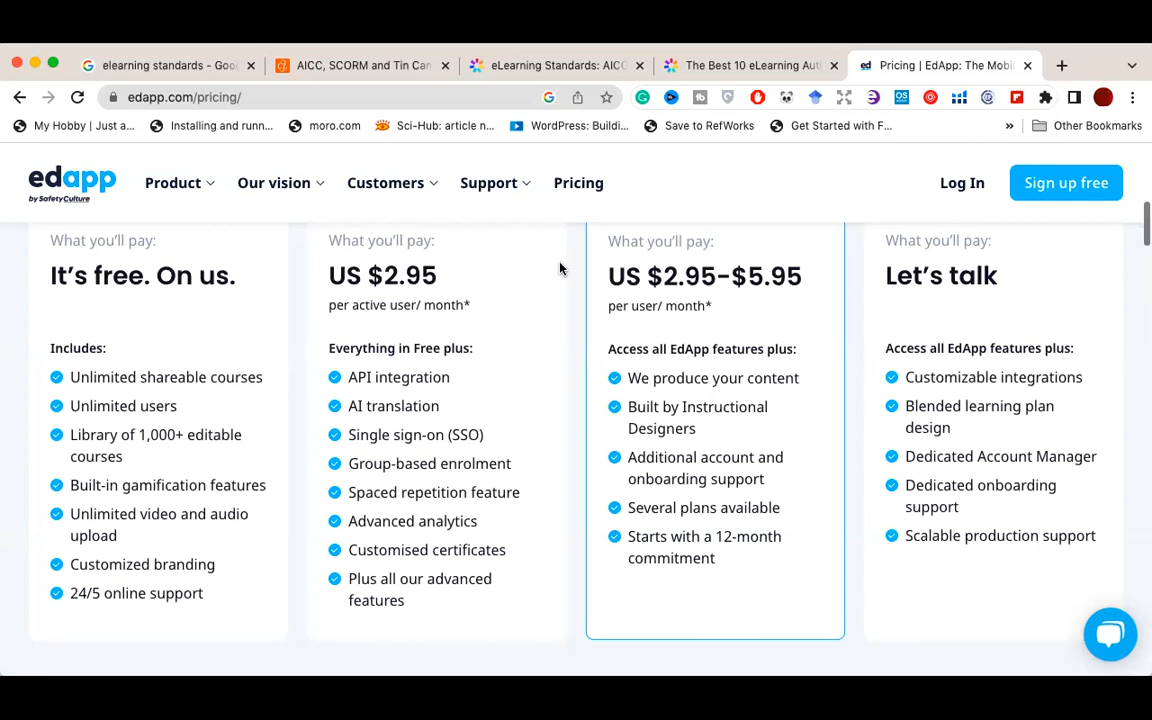 elearning standards - Goo
AICC, SCORM and Tin Can
eLearning Standards: AICC
The Best 10 eLearning Aut
ed
Pricing | EdApp: The Mobi
edapp.com/pricing/
My Hobby | Just a...
Installing and runn...
moro.com
Sci-Hub: article n...
WordPress: Buildi...
Save to RefWorks
Get Started with F...
»
Other Bookmarks
edapp
by SafetyCulture
Product
Our vision
Customers
Support
Pricing
Log In
Sign up free
What you'll pay:
It's free. On us.
Includes:
Unlimited shareable courses
Unlimited users
Library of 1,000+ editable
courses
Built-in gamification features
Unlimited video and audio
upload
Customized branding
24/5 online support
What you'll pay:
US $2.95
per active user/ month*
Everything in Free plus:
API integration
AI translation
Single sign-on (SSO)
Group-based enrolment
Spaced repetition feature
Advanced analytics
Customised certificates
Plus all our advanced
features
What you'll pay:
US $2.95–$5.95
per user/ month*
Access all EdApp features plus:
We produce your content
Built by Instructional
Designers
Additional account and
onboarding support
Several plans available
Starts with a 12-month
commitment
What you'll pay:
Let's talk
Access all EdApp features plus:
Customizable integrations
Blended learning plan
design
Dedicated Account Manager
Dedicated onboarding
support
Scalable production support